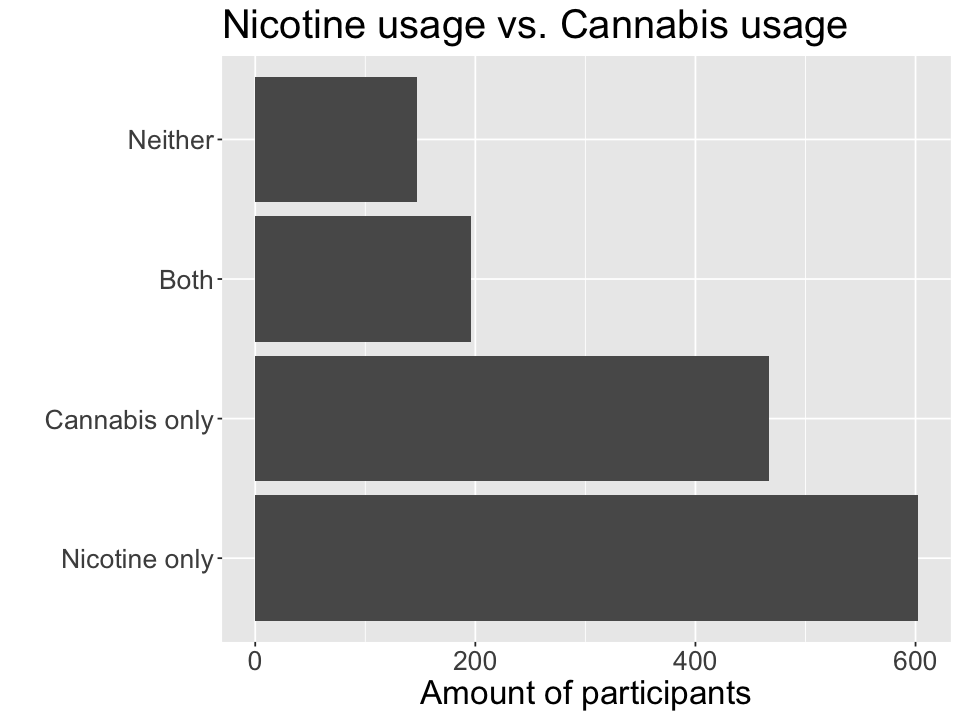 Nicotine usage vs. Cannabis usage
Neither
Both
Cannabis only
Nicotine only
0 200 400 600
Amount of participants